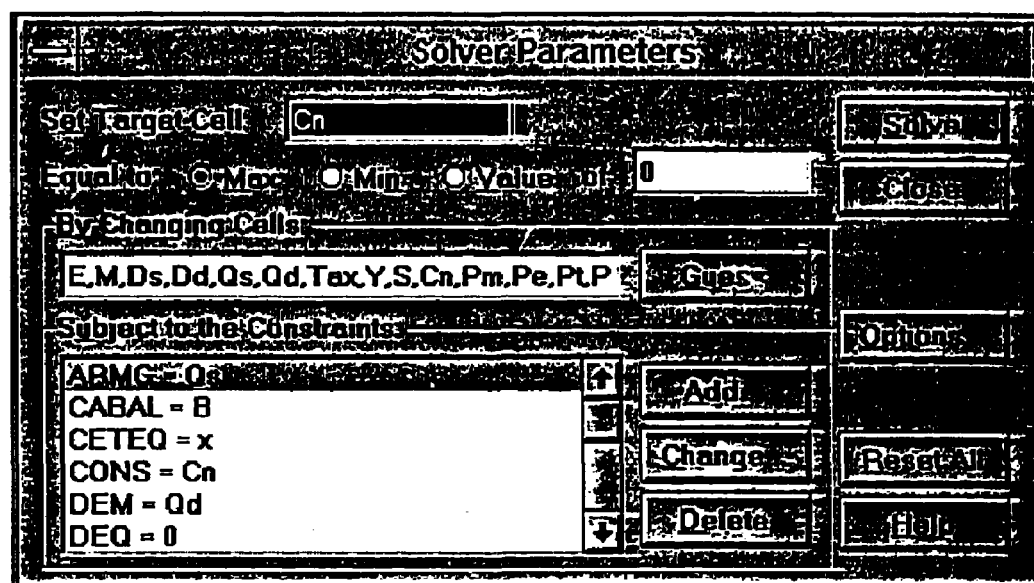 Solver Parameters
Set Target Cell: Cn
Solve
Equal to: Max Min Value of: 0
Close
By Changing Cells:
E,M,Ds,Dd,Qs,Qd,Tax,Y,S,Cn,Pm,Pe,Pt,P
Guess
Subject to the Constraints:
Options
ARMG = Qs
Add
CABAL = B
CETEQ = x
CONS = Cn
Change
Reset All
DEM = Qd
DEQ = 0
Delete
Help